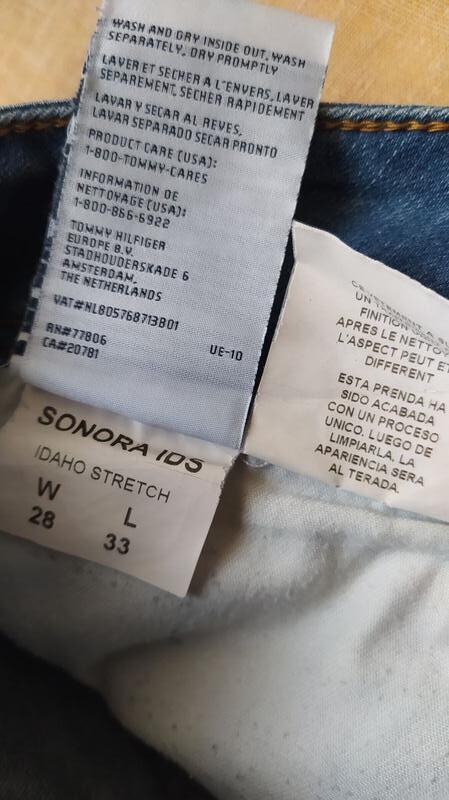 WASH AND DRY INSIDE OUT, WASH
SEPARATELY, DRY PROMPTLY
LAVER ET SECHER A L'ENVERS, LAVER
SEPAREMENT, SECHER RAPIDEMENT
LAVAR Y SECAR AL REVES,
LAVAR SEPARADO SECAR PRONTO
PRODUCT CARE (USA):
1-800-TOMMY-CARES
INFORMATION DE
NETTOYAGE (USA):
1-800-866-6922
TOMMY HILFIGER
EUROPE B.V.
STADHOUDERSKADE 6
AMSTERDAM,
THE NETHERLANDS
VAT#NL805768713B01
RN#77806
CA#20781
UE-10
SONORA IDS
IDAHO STRETCH
W L
28 33
UN
FINITION
APRES LE NETTOY
L'ASPECT PEUT ET
DIFFERENT
ESTA PRENDA HA
SIDO ACABADA
CON UN PROCESO
UNICO. LUEGO DE
LIMPIARLA, LA
APARIENCIA SERA
AL TERADA.